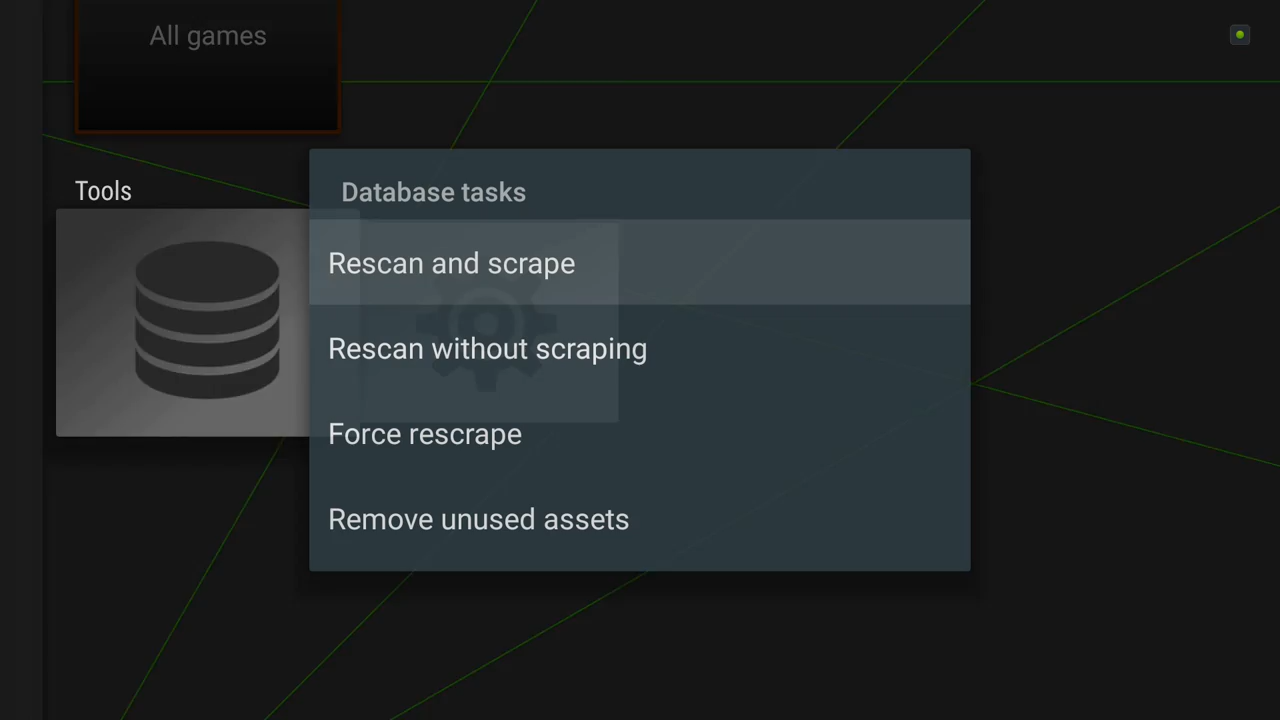 All games
Tools
Database tasks
Rescan and scrape
Rescan without scraping
Force rescrape
Remove unused assets